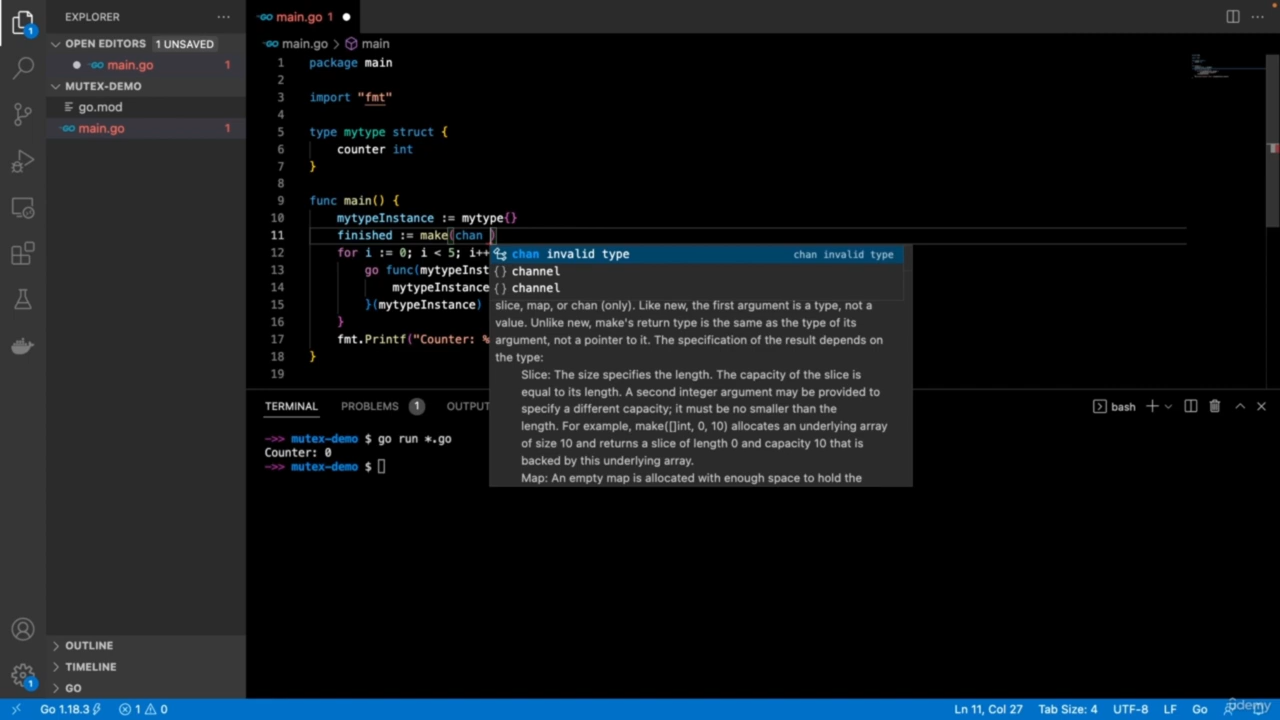 EXPLORER
OPEN EDITORS 1 UNSAVED
main.go 1
MUTEX-DEMO
go.mod
main.go 1
OUTLINE
TIMELINE
GO
main.go 1
main.go > main
1 package main
2
3 import "fmt"
4
5 type mytype struct {
6 counter int
7 }
8
9 func main() {
10 mytypeInstance := mytype{}
11 finished := make(chan )
12 for i := 0; i < 5; i++
13 go func(mytypeInst
14 mytypeInstance
15 }(mytypeInstance)
16 }
17 fmt.Printf("Counter: %
18 }
19
chan invalid type chan invalid type
channel
channel
slice, map, or chan (only). Like new, the first argument is a type, not a
value. Unlike new, make's return type is the same as the type of its
argument, not a pointer to it. The specification of the result depends on
the type:
Slice: The size specifies the length. The capacity of the slice is
equal to its length. A second integer argument may be provided to
specify a different capacity; it must be no smaller than the
length. For example, make([]int, 0, 10) allocates an underlying array
of size 10 and returns a slice of length 0 and capacity 10 that is
backed by this underlying array.
Map: An empty map is allocated with enough space to hold the
TERMINAL PROBLEMS 1 OUTPUT
bash
->> mutex-demo $ go run *.go
Counter: 0
->> mutex-demo $
1
1
Go 1.18.3 1 0
Ln 11, Col 27 Tab Size: 4 UTF-8 LF Go
udemy